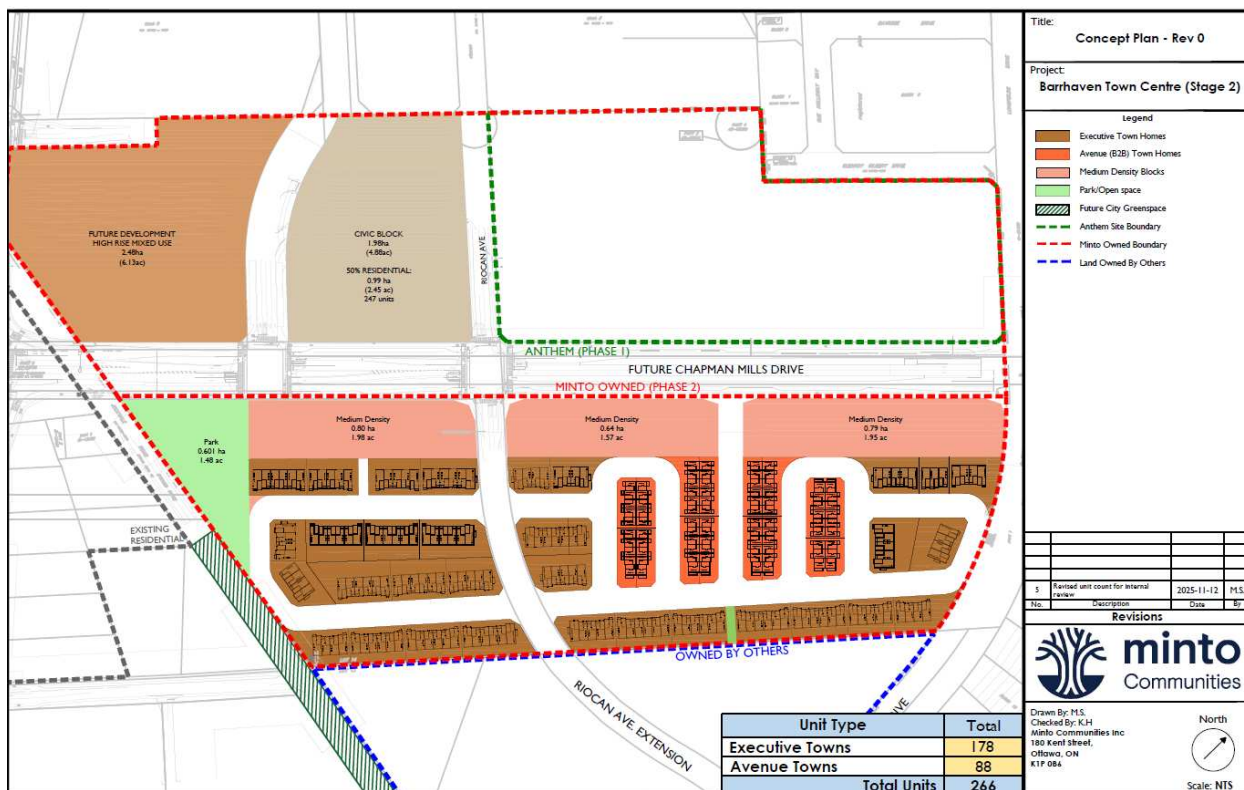 Title:
Concept Plan - Rev 0
Project:
Barrhaven Town Centre (Stage 2)
Legend
Executive Town Homes
Avenue (B2B) Town Homes
Medium Density Blocks
Park/Open space
Future City Greenspace
Anthem Site Boundary
Minto Owned Boundary
Land Owned By Others
FUTURE DEVELOPMENT
HIGH RISE MIXED USE
2.48ha
(6.13ac)
CIVIC BLOCK
1.98ha
(4.88ac)
50% RESIDENTIAL:
0.99 ha
(2.45 ac)
247 units
RIOCAN AVE
ANTHEM (PHASE 1)
FUTURE CHAPMAN MILLS DRIVE
MINTO OWNED (PHASE 2)
Park
0.601 ha
1.48 ac
Medium Density
0.80 ha
1.98 ac
Medium Density
0.64 ha
1.57 ac
Medium Density
0.79 ha
1.95 ac
EXISTING
RESIDENTIAL
OWNED BY OTHERS
RIOCAN AVE. EXTENSION
Unit Type Total
Executive Towns 178
Avenue Towns 88
Total Units 266
5 Revised unit count for internal review 2025-11-12 M.S.
No. Description Date By
Revisions
minto
Communities
Drawn By: M.S.
Checked By: K.H
Minto Communities Inc
180 Kent Street,
Ottawa, ON
K1P 0B6
North
Scale: NTS